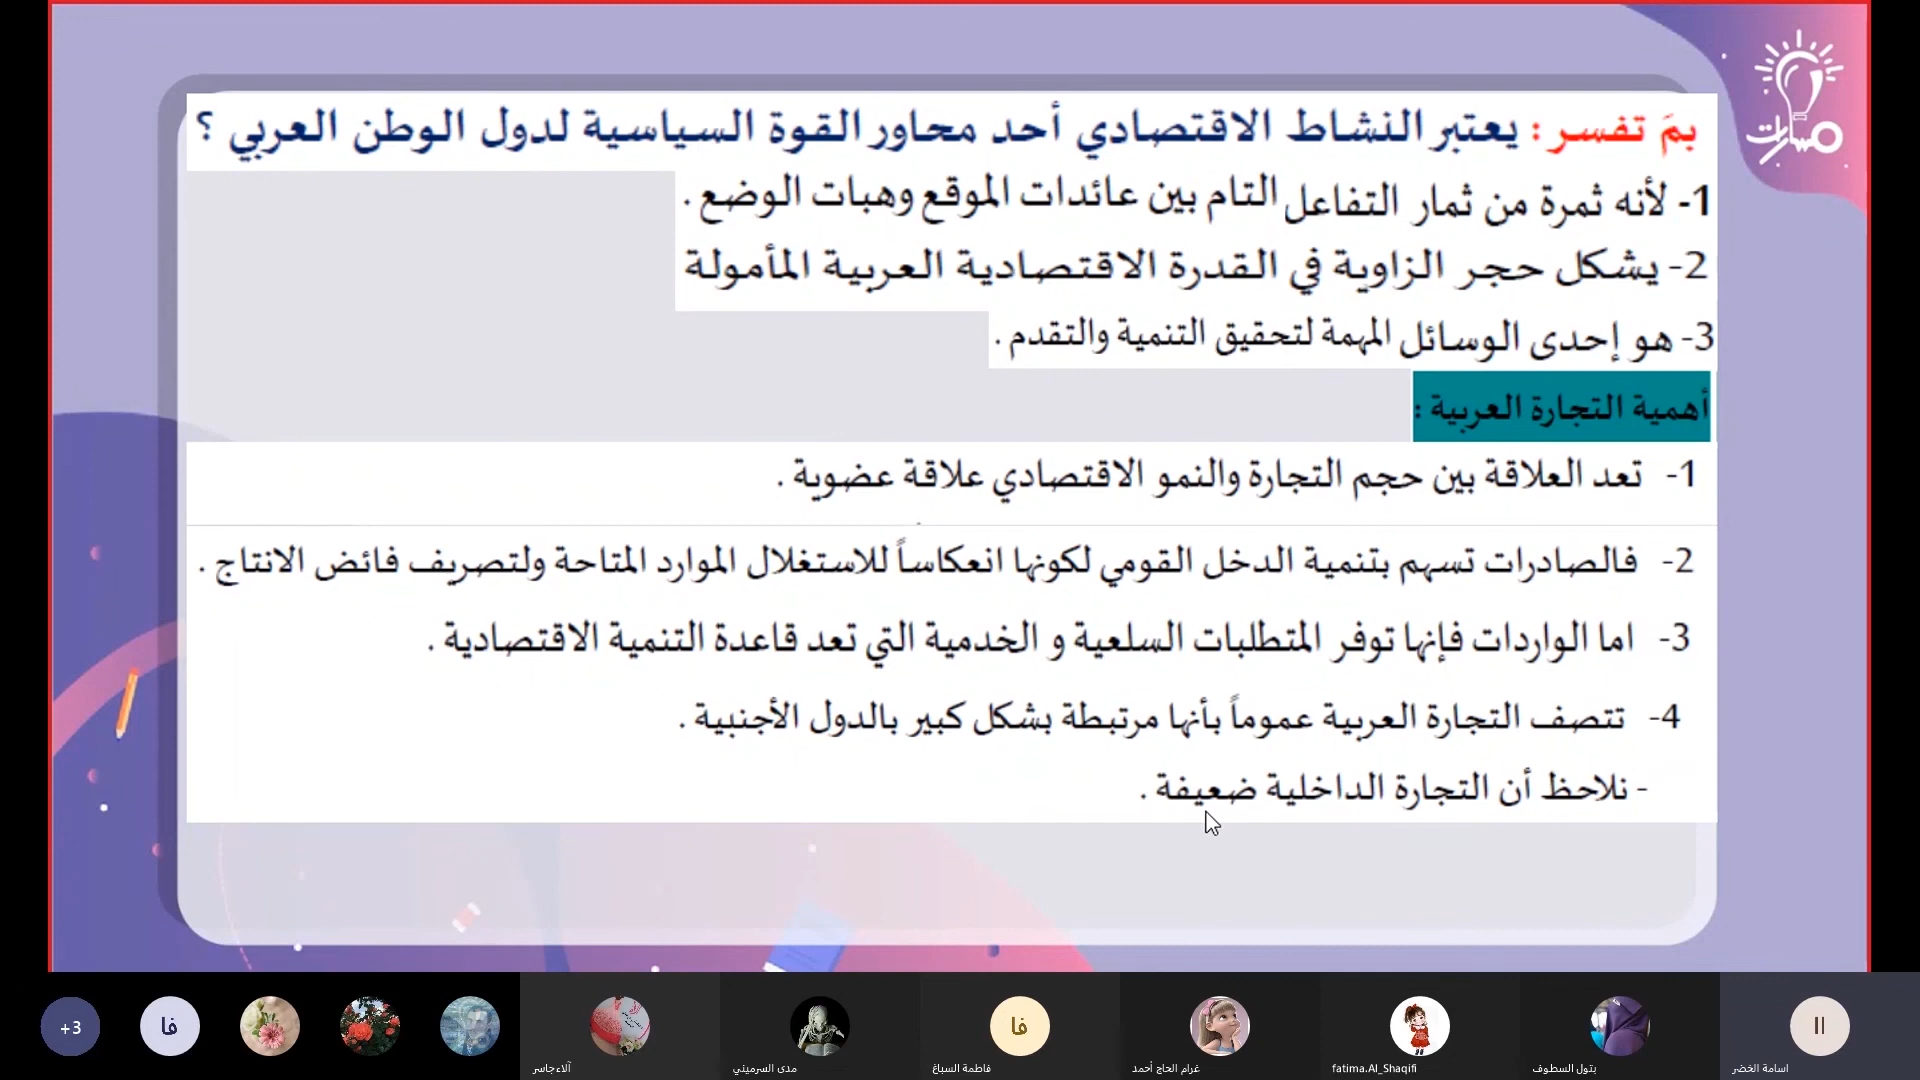 مسارات
بمَ تفسر : يعتبر النشاط الاقتصادي أحد محاور القوة السياسية لدول الوطن العربي ؟
1- لأنه ثمرة من ثمار التفاعل التام بين عائدات الموقع وهبات الوضع .
2- يشكل حجر الزاوية في القدرة الاقتصادية العربية المأمولة
3- هو إحدى الوسائل المهمة لتحقيق التنمية والتقدم .
أهمية التجارة العربية :
1- تعد العلاقة بين حجم التجارة والنمو الاقتصادي علاقة عضوية .
2- فالصادرات تسهم بتنمية الدخل القومي لكونها انعكاساً للاستغلال الموارد المتاحة ولتصريف فائض الانتاج .
3- اما الواردات فإنها توفر المتطلبات السلعية و الخدمية التي تعد قاعدة التنمية الاقتصادية .
4- تتصف التجارة العربية عموماً بأنها مرتبطة بشكل كبير بالدول الأجنبية .
- نلاحظ أن التجارة الداخلية ضعيفة .
+3
فا
فا
اا
آلاء جاسر
مدى السرميني
فاطمة السباع
غرام الحاج أحمد
fatima.Al_Shaqifi
بتول السطوف
اسامة الخضر